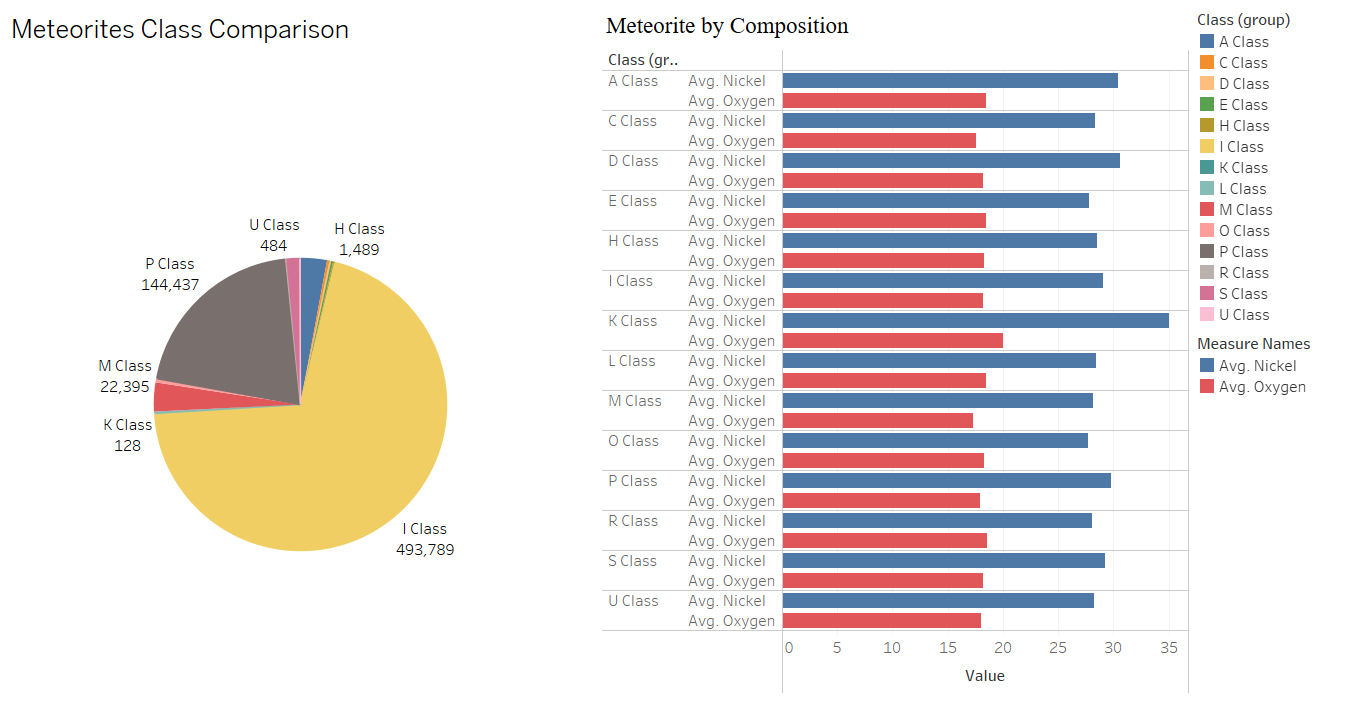 Meteorites Class Comparison
U Class
484
H Class
1,489
P Class
144,437
M Class
22,395
K Class
128
I Class
493,789
Meteorite by Composition
Class (gr..
A Class Avg. Nickel
Avg. Oxygen
C Class Avg. Nickel
Avg. Oxygen
D Class Avg. Nickel
Avg. Oxygen
E Class Avg. Nickel
Avg. Oxygen
H Class Avg. Nickel
Avg. Oxygen
I Class Avg. Nickel
Avg. Oxygen
K Class Avg. Nickel
Avg. Oxygen
L Class Avg. Nickel
Avg. Oxygen
M Class Avg. Nickel
Avg. Oxygen
O Class Avg. Nickel
Avg. Oxygen
P Class Avg. Nickel
Avg. Oxygen
R Class Avg. Nickel
Avg. Oxygen
S Class Avg. Nickel
Avg. Oxygen
U Class Avg. Nickel
Avg. Oxygen
0 5 10 15 20 25 30 35
Value
Class (group)
A Class
C Class
D Class
E Class
H Class
I Class
K Class
L Class
M Class
O Class
P Class
R Class
S Class
U Class
Measure Names
Avg. Nickel
Avg. Oxygen